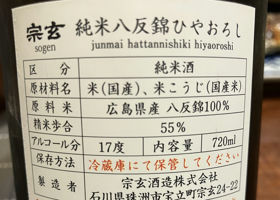 宗玄 純米八反錦ひやおろし
sogen junmai hattannishiki hiyaoroshi
区分 純米酒
原材料名 米(国産)、米こうじ(国産米)
原料米 広島県産 八反錦100%
精米歩合 55%
アルコール分 17度 内容量 720ml
保存方法 冷蔵庫にて保管してください
製造者 宗玄酒造株式会社
石川県珠洲市宝立町宗玄24-22